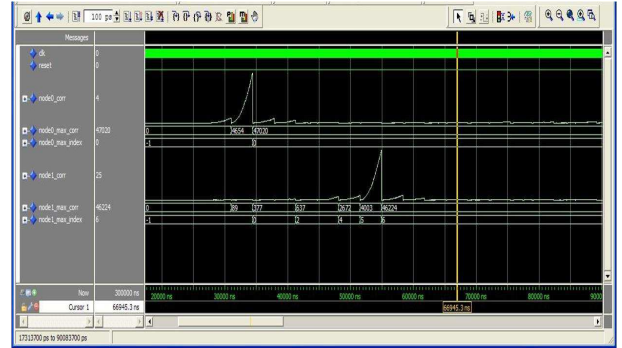 100 ps
Messages
clk 0
reset 0
node0_corr 4
node0_max_corr 47020 0 4654 47020
node0_max_index 0 -1 0
node1_corr 25
node1_max_corr 46224 0 89 377 637 2672 4003 46224
node1_max_index 6 -1 0 2 4 5 6
Now 300000 ns 20000 ns 30000 ns 40000 ns 50000 ns 60000 ns 70000 ns 80000 ns 9000
Cursor 1 66945.3 ns 66945.3 ns
17313700 ps to 90083700 ps